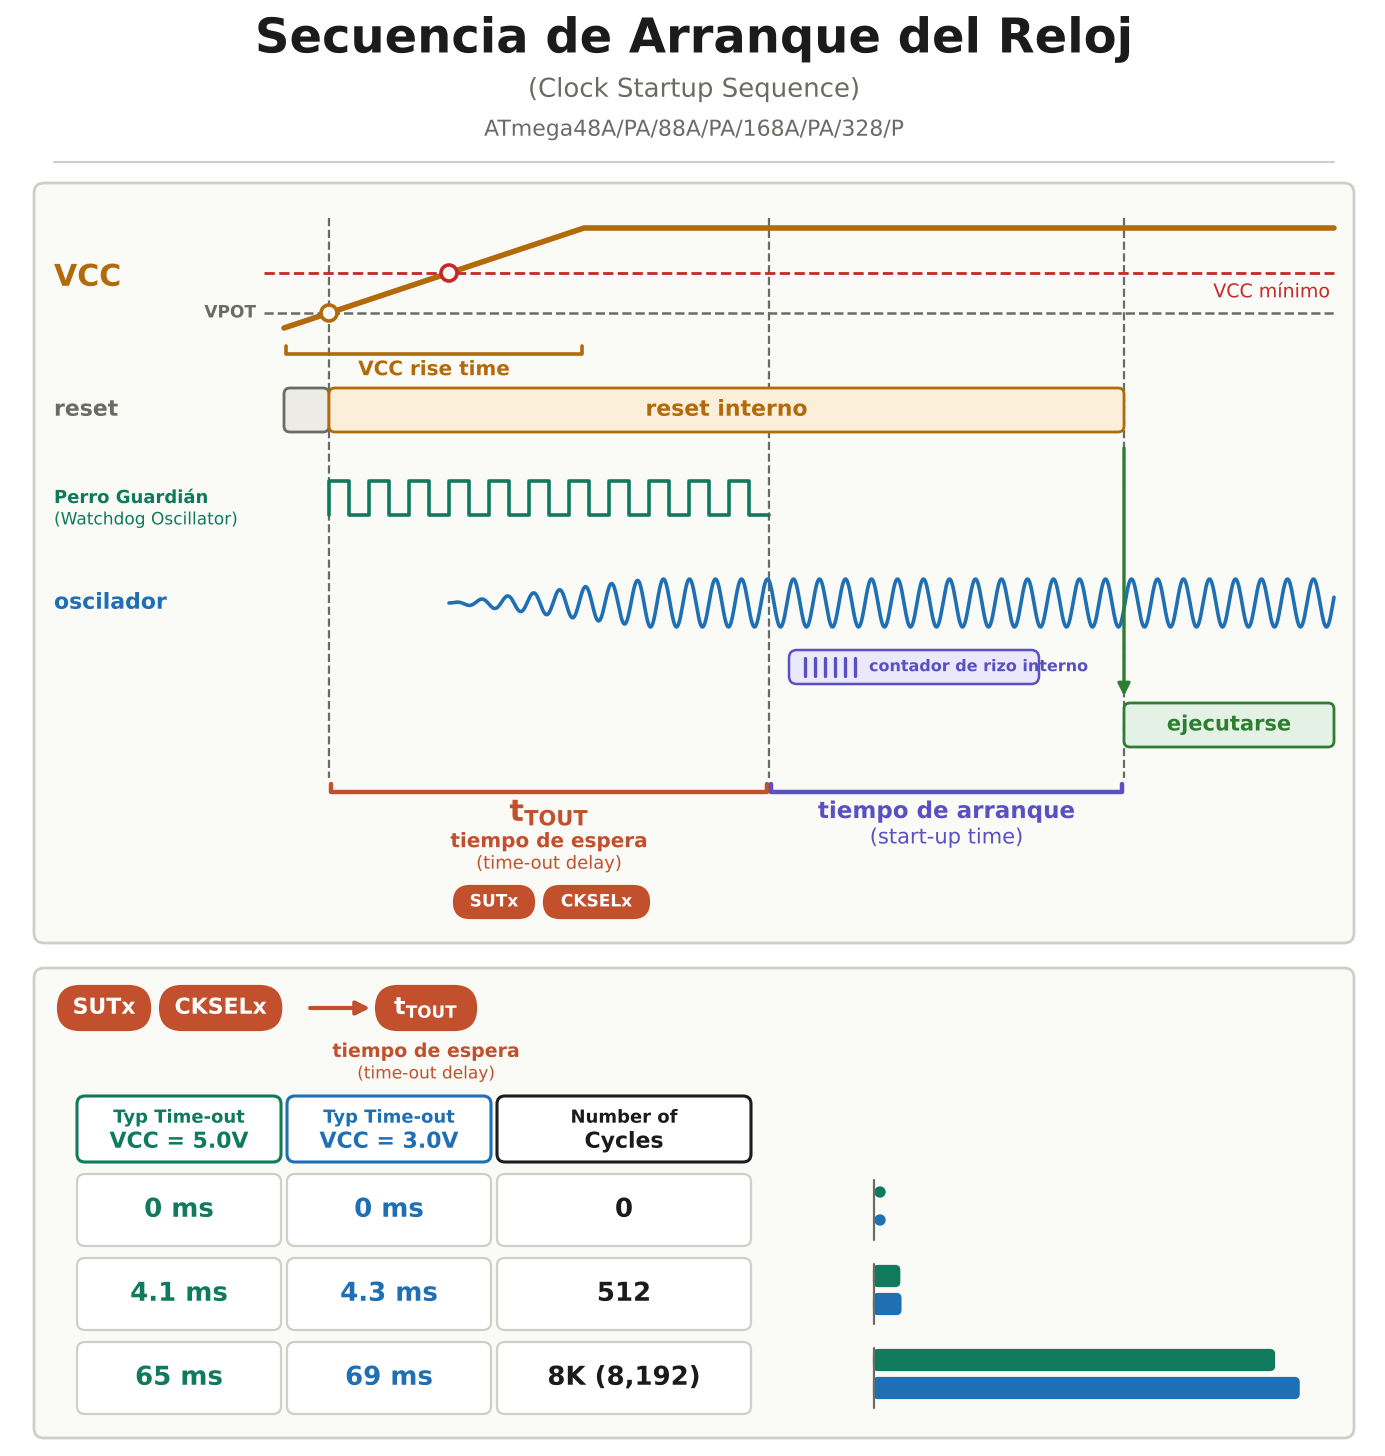 Secuencia de Arranque del Reloj
(Clock Startup Sequence)
ATmega48A/PA/88A/PA/168A/PA/328/P
VCC
VCC mínimo
VPOT
VCC rise time
reset
reset interno
Perro Guardián
(Watchdog Oscillator)
oscilador
contador de rizo interno
ejecutarse
tTOUT
tiempo de espera
(time-out delay)
SUTx CKSELx
tiempo de arranque
(start-up time)
SUTx CKSELx tTOUT
tiempo de espera
(time-out delay)
Typ Time-out
VCC = 5.0V
Typ Time-out
VCC = 3.0V
Number of
Cycles
0 ms 0 ms 0
4.1 ms 4.3 ms 512
65 ms 69 ms 8K (8,192)